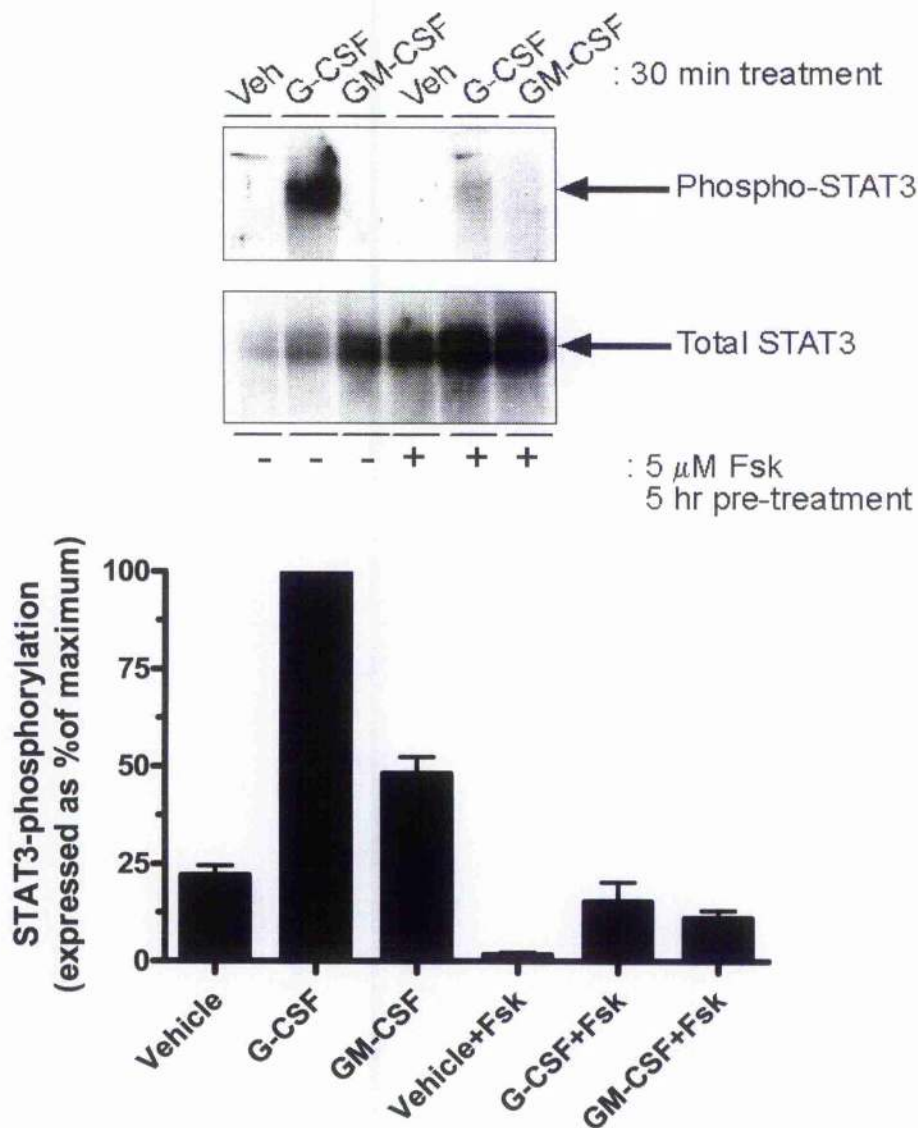 Veh G-CSF GM-CSF Veh G-CSF GM-CSF : 30 min treatment
Phospho-STAT3
Total STAT3
- - - + + + : 5 μM Fsk
5 hr pre-treatment
STAT3-phosphorylation
(expressed as %of maximum)
100
75
50
25
0
Vehicle
G-CSF
GM-CSF
Vehicle+Fsk
G-CSF+Fsk
GM-CSF+Fsk